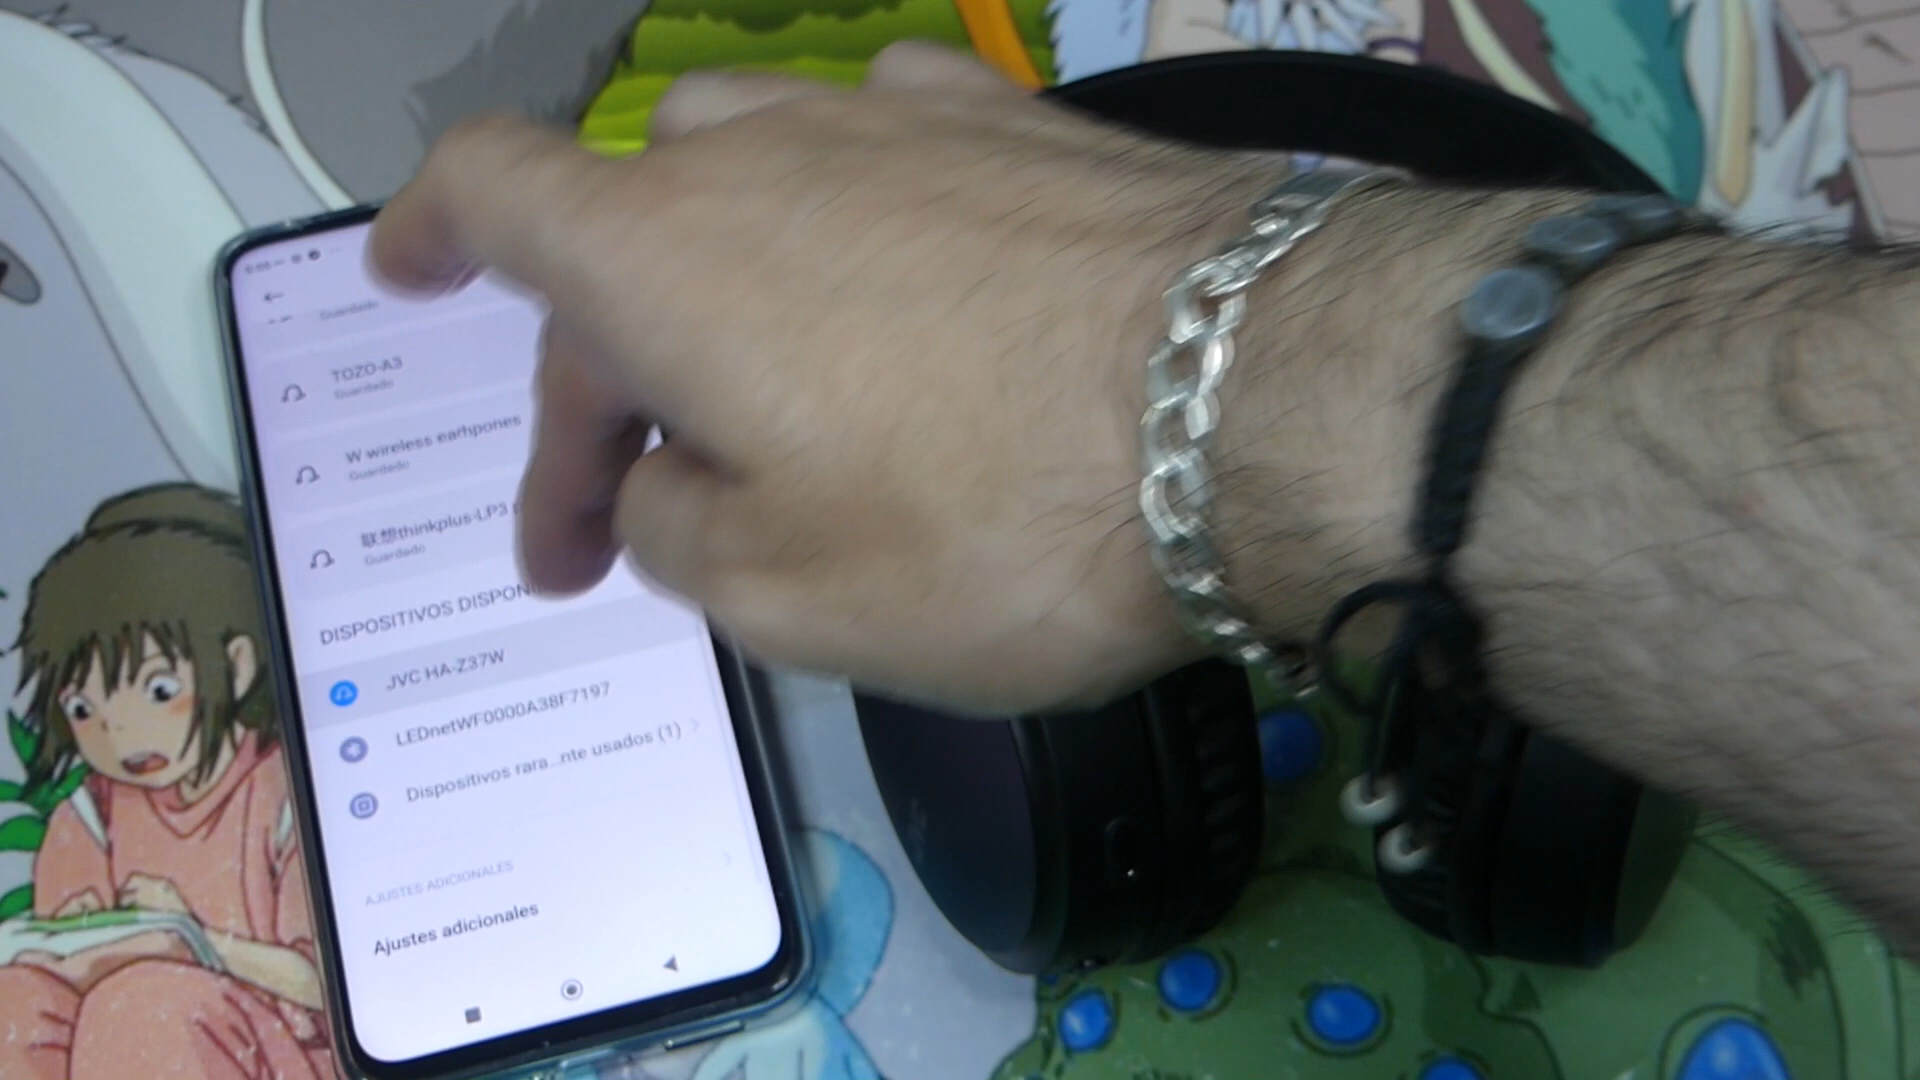 Guardado
TOZO-A3
Guardado
W wireless earhpones
Guardado
联想thinkplus-LP3
Guardado
DISPOSITIVOS DISPON
JVC HA-Z37W
LEDnetWF0000A38F7197
Dispositivos rara...nte usados (1)
AJUSTES ADICIONALES
Ajustes adicionales